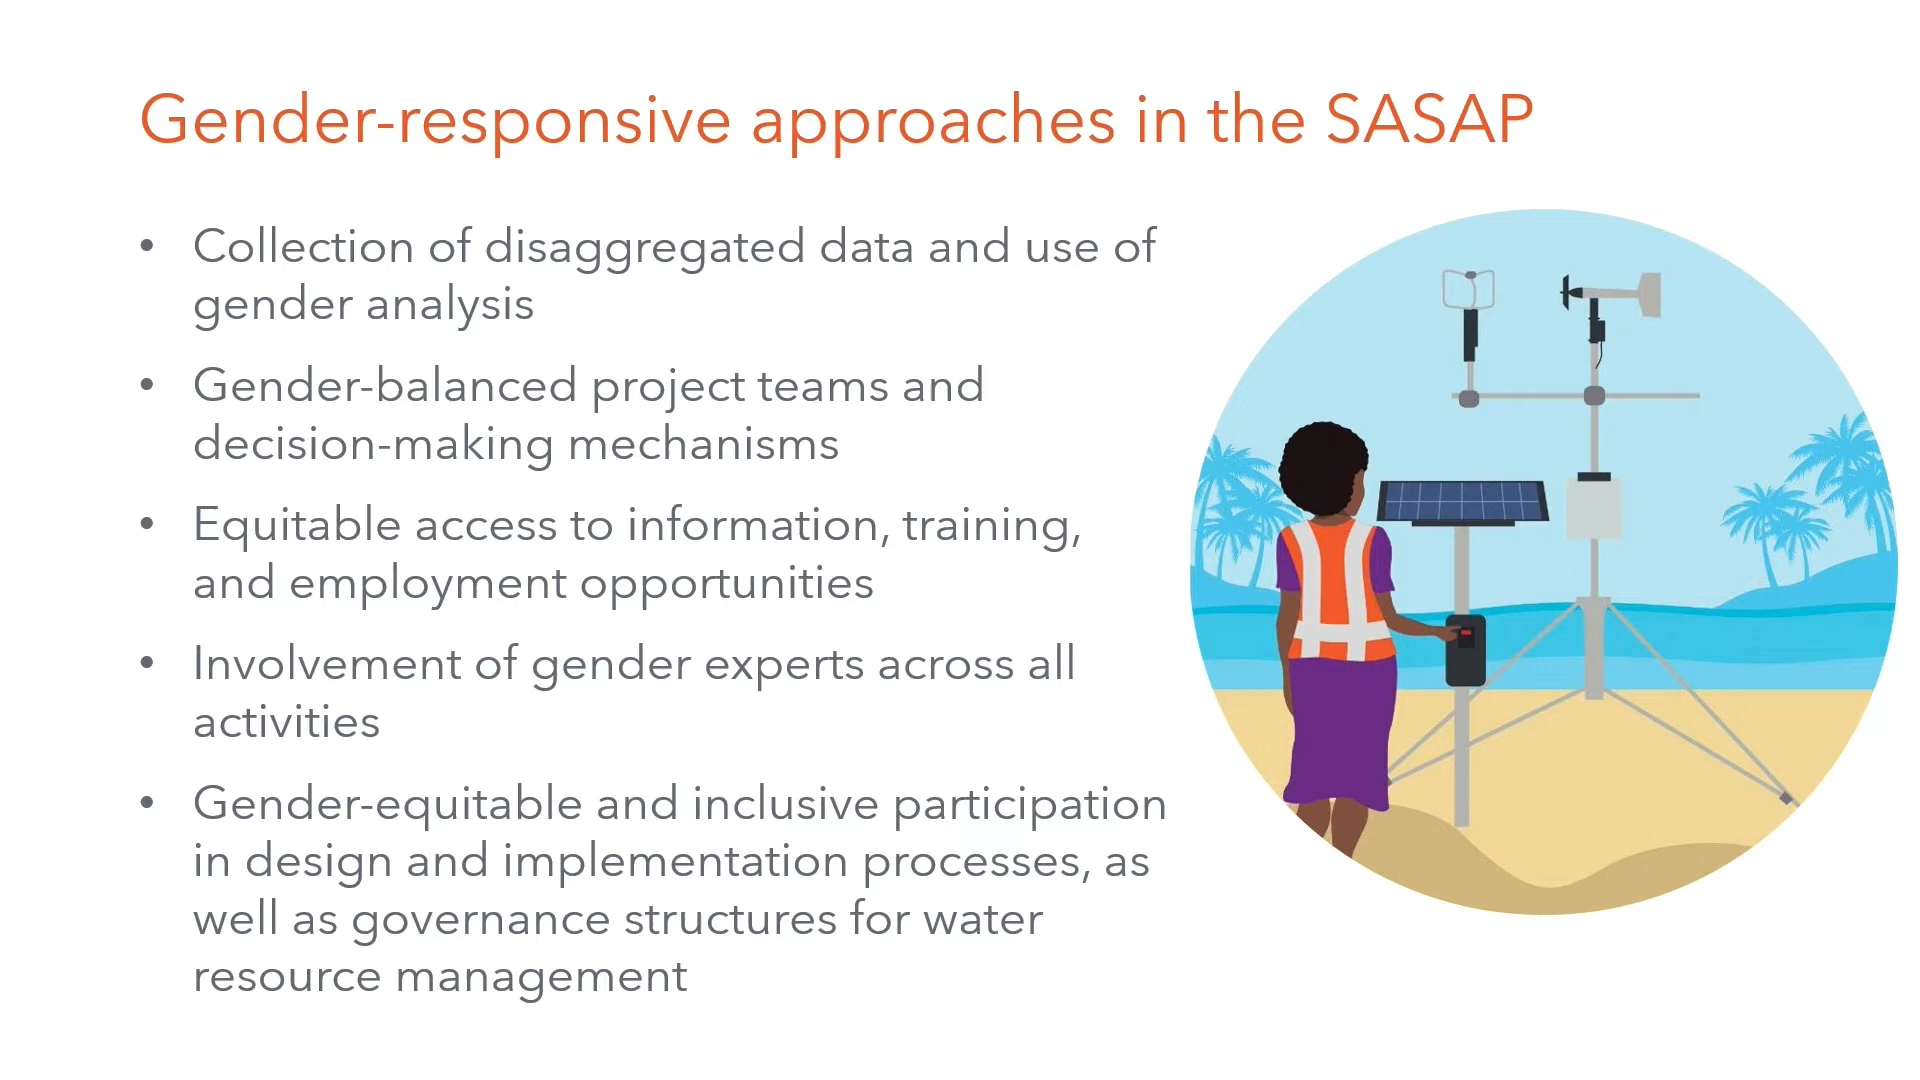 Gender-responsive approaches in the SASAP
• Collection of disaggregated data and use of
gender analysis
• Gender-balanced project teams and
decision-making mechanisms
• Equitable access to information, training,
and employment opportunities
• Involvement of gender experts across all
activities
• Gender-equitable and inclusive participation
in design and implementation processes, as
well as governance structures for water
resource management